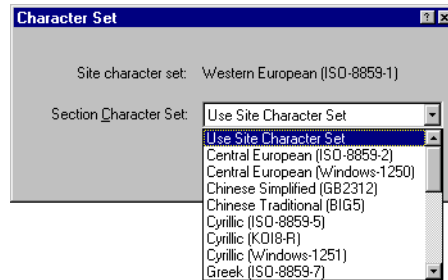 Character Set
Site character set: Western European (ISO-8859-1)
Section Character Set: Use Site Character Set
Use Site Character Set
Central European (ISO-8859-2)
Central European (Windows-1250)
Chinese Simplified (GB2312)
Chinese Traditional (BIG5)
Cyrillic (ISO-8859-5)
Cyrillic (KOI8-R)
Cyrillic (Windows-1251)
Greek (ISO-8859-7)